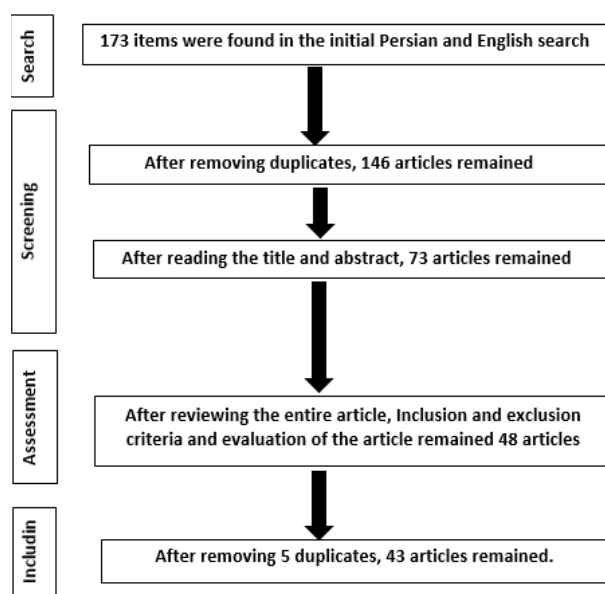 Search
173 items were found in the initial Persian and English search
Screening
After removing duplicates, 146 articles remained
After reading the title and abstract, 73 articles remained
Assessment
After reviewing the entire article, Inclusion and exclusion
criteria and evaluation of the article remained 48 articles
Includin
After removing 5 duplicates, 43 articles remained.